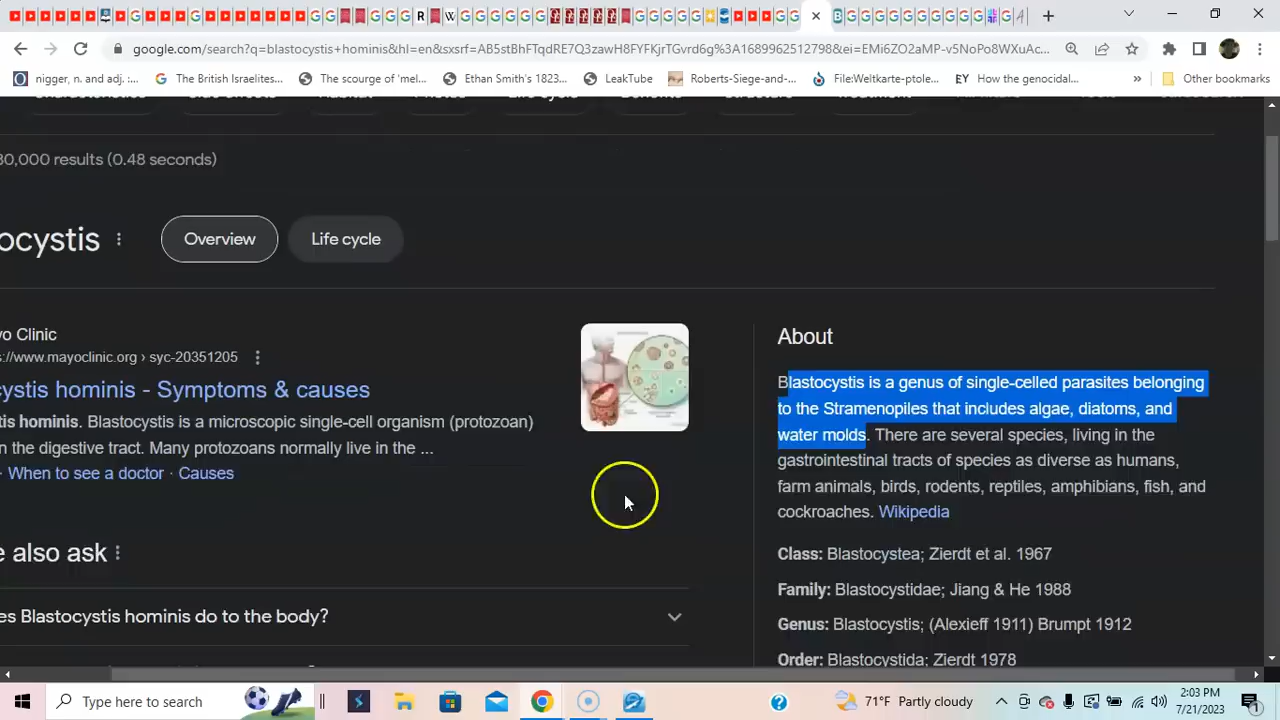 google.com/search?q=blastocystis+hominis&hl=en&sxsrf=AB5stBhFTqdRE7Q3zawH8FYFKjrTGvrd6g%3A1689962512798&ei=EMi6ZO2aMP-v5NoPo8WXuAc...
nigger, n. and adj. :... The British Israelites... The scourge of 'mel... Ethan Smith's 1823... LeakTube Roberts-Siege-and-... File:Weltkarte-ptole... EY How the genocidal... » Other bookmarks
30,000 results (0.48 seconds)
ocystis Overview Life cycle
o Clinic
s://www.mayoclinic.org › syc-20351205
cystis hominis - Symptoms & causes
tis hominis. Blastocystis is a microscopic single-cell organism (protozoan)
n the digestive tract. Many protozoans normally live in the ...
· When to see a doctor · Causes
e also ask
es Blastocystis hominis do to the body?
About
Blastocystis is a genus of single-celled parasites belonging
to the Stramenopiles that includes algae, diatoms, and
water molds. There are several species, living in the
gastrointestinal tracts of species as diverse as humans,
farm animals, birds, rodents, reptiles, amphibians, fish, and
cockroaches. Wikipedia
Class: Blastocystea; Zierdt et al. 1967
Family: Blastocystidae; Jiang & He 1988
Genus: Blastocystis; (Alexieff 1911) Brumpt 1912
Order: Blastocystida; Zierdt 1978
Type here to search
71°F Partly cloudy
2:03 PM
7/21/2023